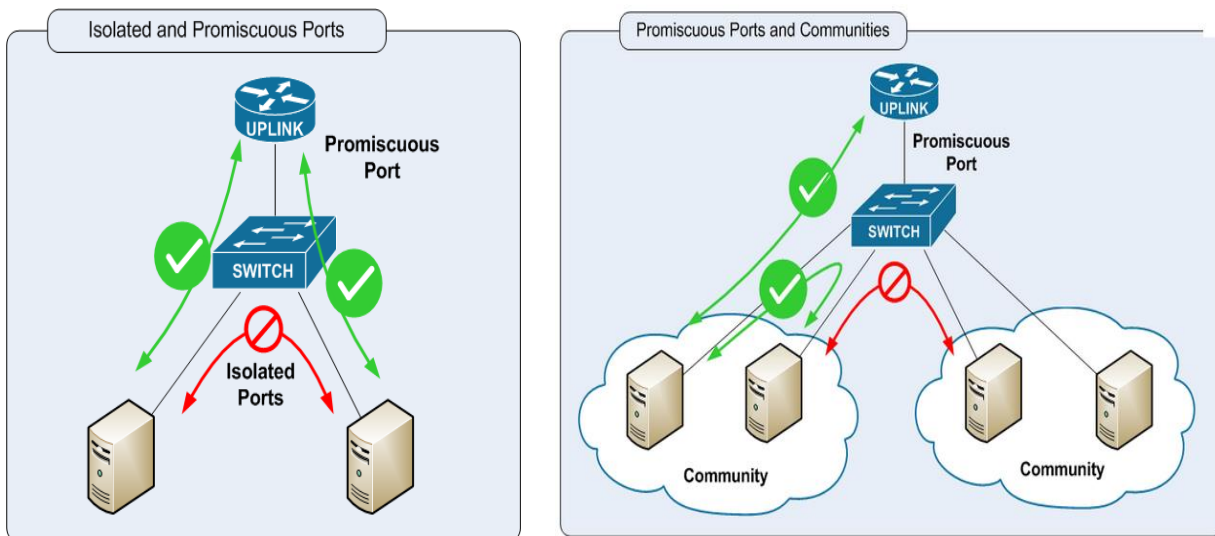 Isolated and Promiscuous Ports
UPLINK
Promiscuous
Port
SWITCH
Isolated
Ports
Promiscuous Ports and Communities
UPLINK
Promiscuous
Port
SWITCH
Community
Community